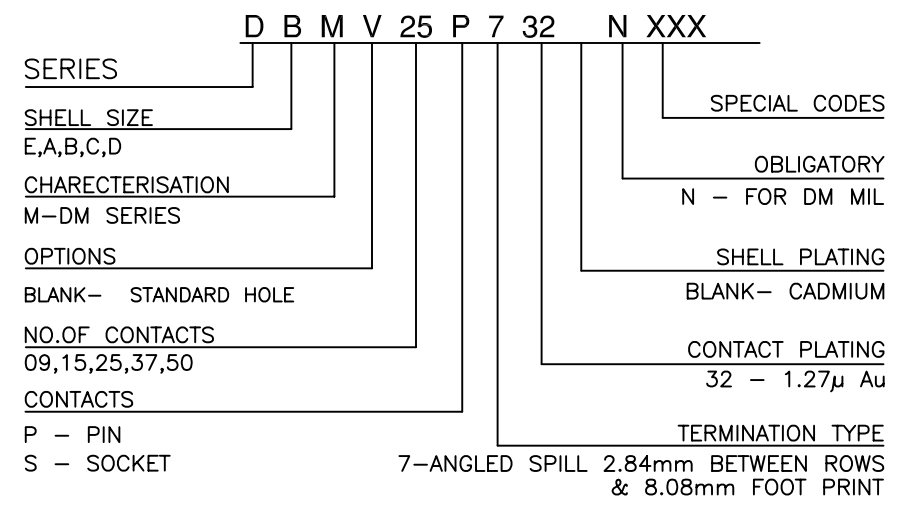 D B M V 25 P 7 32 N XXX
SERIES
SHELL SIZE
E,A,B,C,D
CHARECTERISATION
M-DM SERIES
OPTIONS
BLANK- STANDARD HOLE
NO.OF CONTACTS
09,15,25,37,50
CONTACTS
P - PIN
S - SOCKET
SPECIAL CODES
OBLIGATORY
N - FOR DM MIL
SHELL PLATING
BLANK- CADMIUM
CONTACT PLATING
32 - 1.27µ Au
TERMINATION TYPE
7-ANGLED SPILL 2.84mm BETWEEN ROWS
& 8.08mm FOOT PRINT